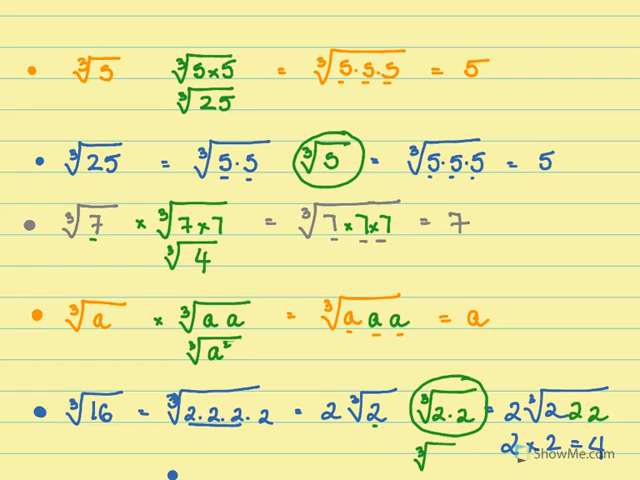 • ∛5 ∛5×5 = ∛5·5·5 = 5
∛25
• ∛25 = ∛5·5 ∛5 = ∛5·5·5 = 5
• ∛7 × ∛7×7 = ∛7×7×7 = 7
∛4
• ∛a × ∛a a = ∛a a a = a
∛a²
• ∛16 = ∛2·2·2·2 = 2 ∛2 ∛2·2 = 2 ∛2 2 2
∛ 2 × 2 = 4
ShowMe.com